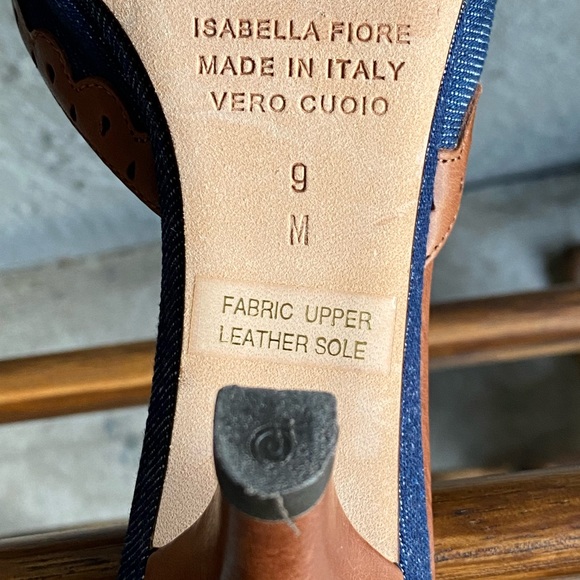 ISABELLA FIORE
MADE IN ITALY
VERO CUOIO
9
M
FABRIC UPPER
LEATHER SOLE